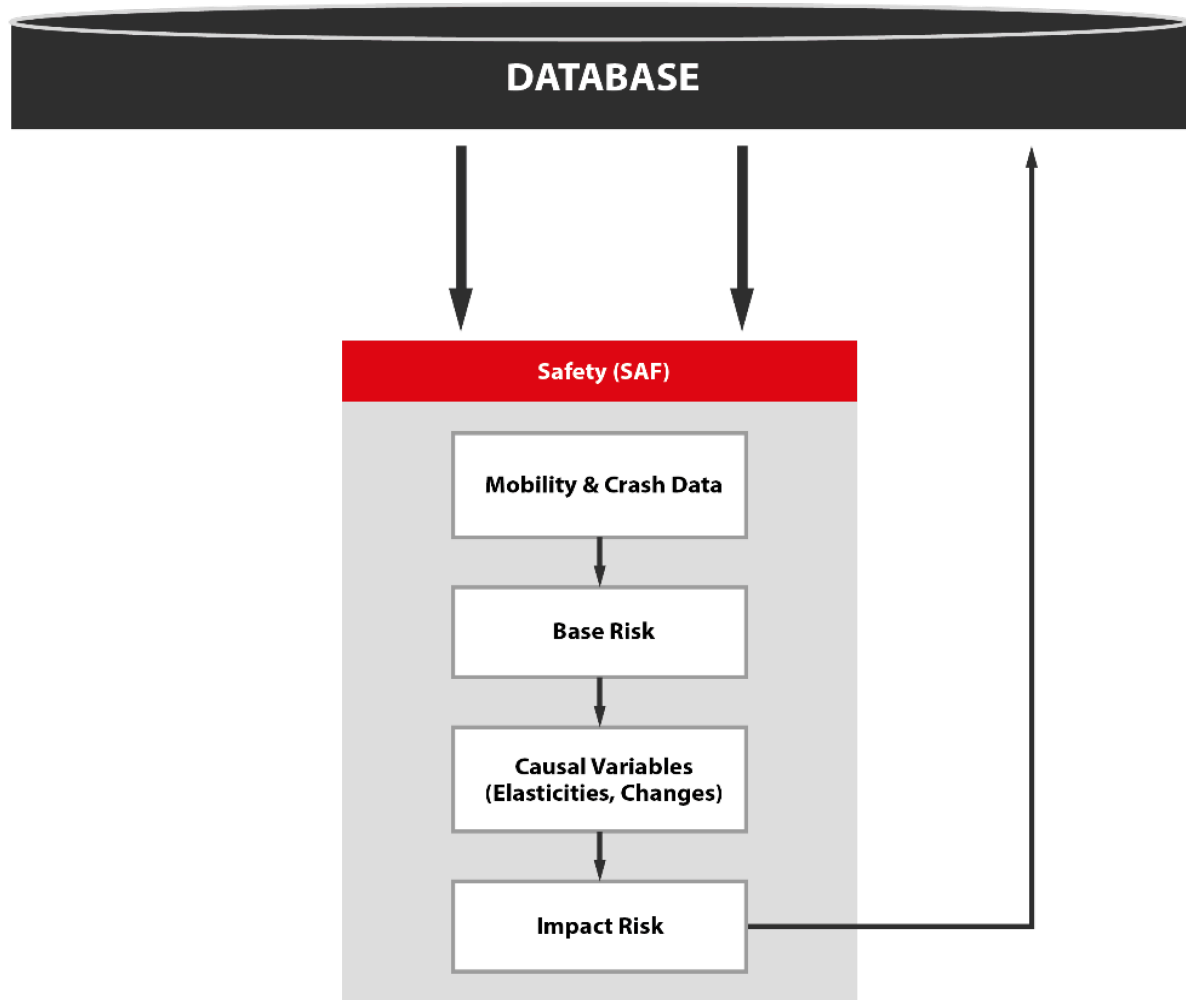 DATABASE
Safety (SAF)
Mobility & Crash Data
Base Risk
Causal Variables
(Elasticities, Changes)
Impact Risk